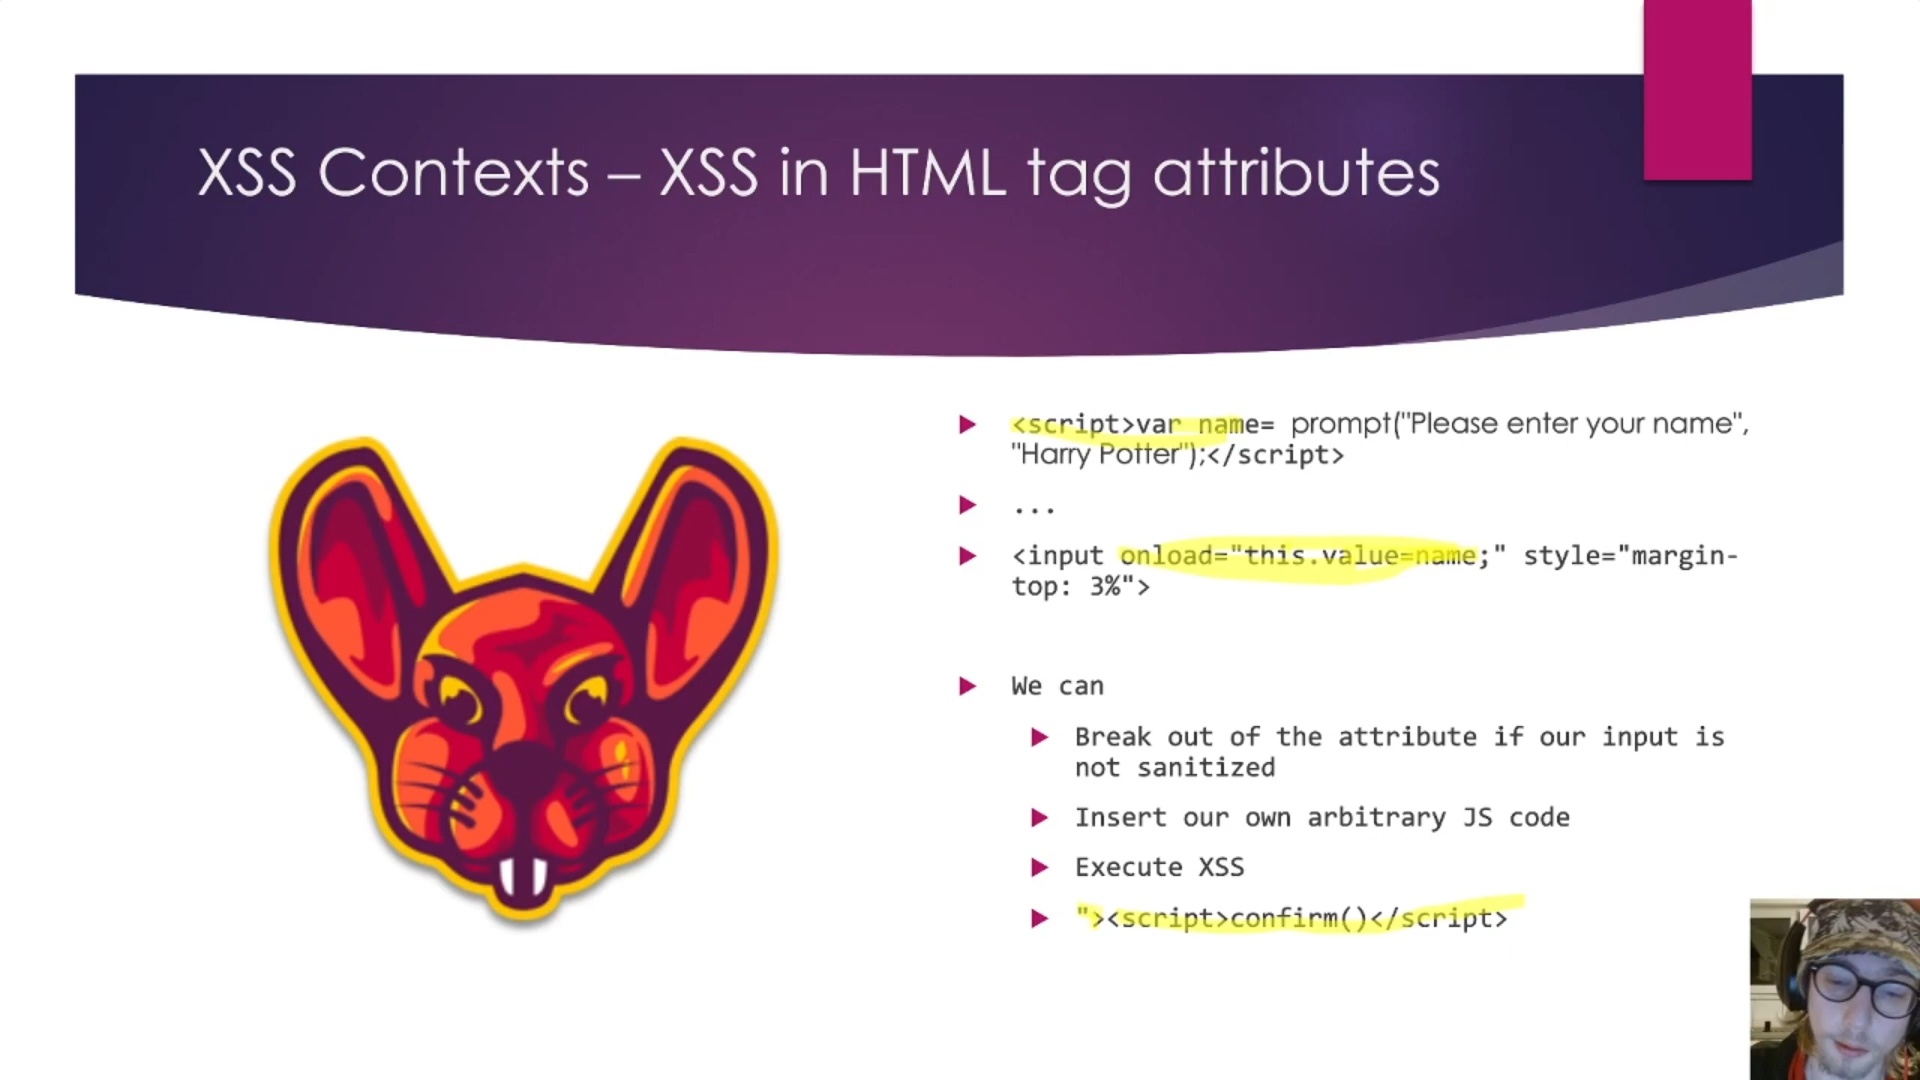 XSS Contexts – XSS in HTML tag attributes
<script>var name= prompt("Please enter your name",
"Harry Potter");</script>
...
<input onload="this.value=name;" style="margin-
top: 3%">
We can
Break out of the attribute if our input is
not sanitized
Insert our own arbitrary JS code
Execute XSS
"><script>confirm()</script>